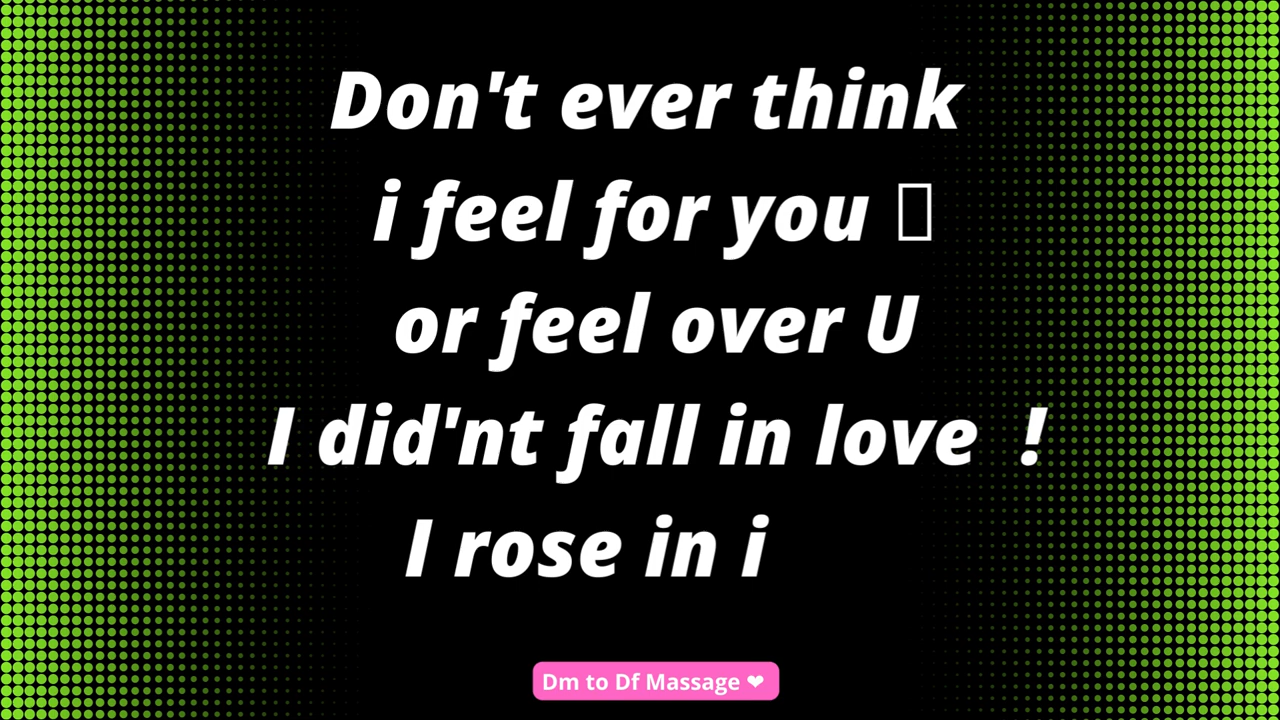 Don't ever think
i feel for you
or feel over U
I did'nt fall in love !
I rose in i
Dm to Df Massage ❤